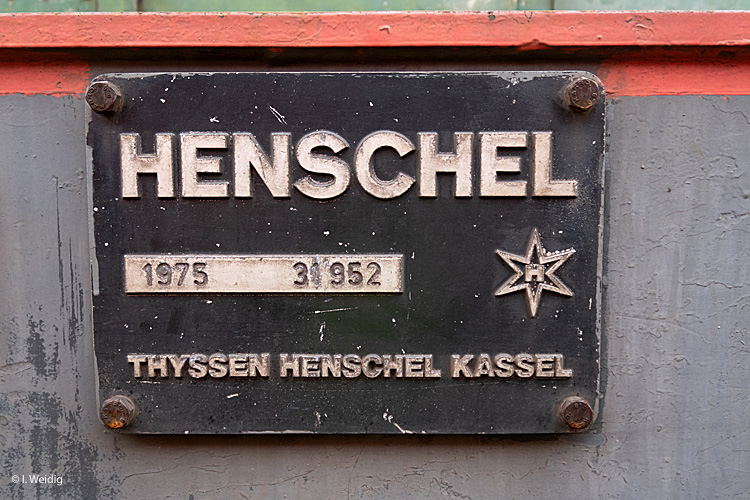 HENSCHEL
1975 31952
H
THYSSEN HENSCHEL KASSEL
© I. Weidig